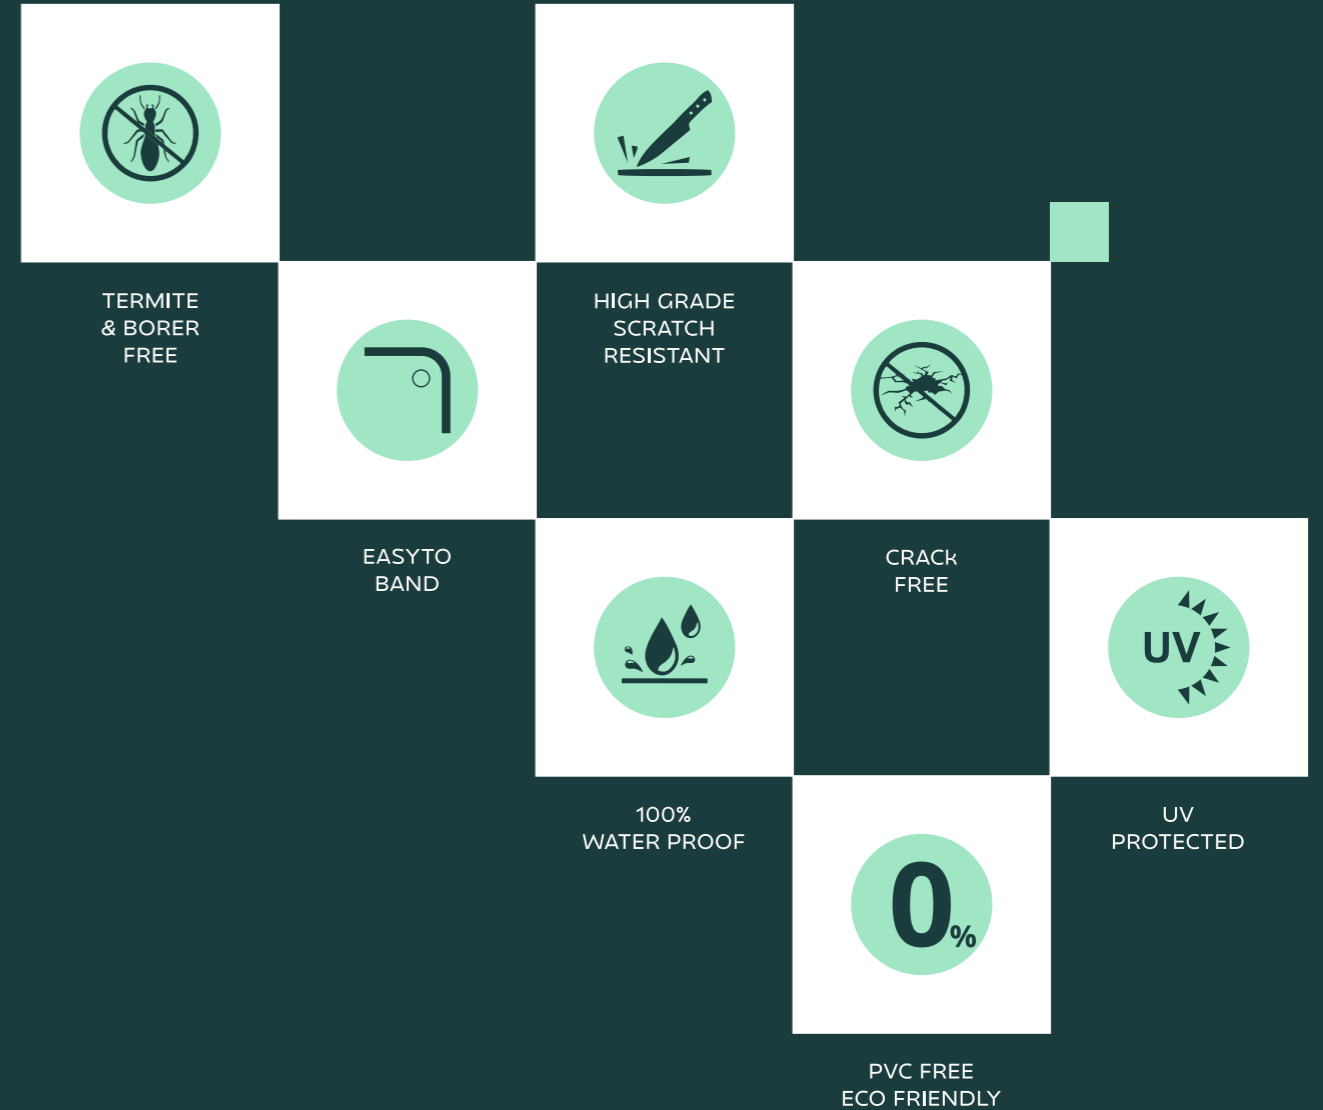 TERMITE
& BORER
FREE
HIGH GRADE
SCRATCH
RESISTANT
EASYTO
BAND
CRACK
FREE
UV
100%
WATER PROOF
UV
PROTECTED
0%
PVC FREE
ECO FRIENDLY